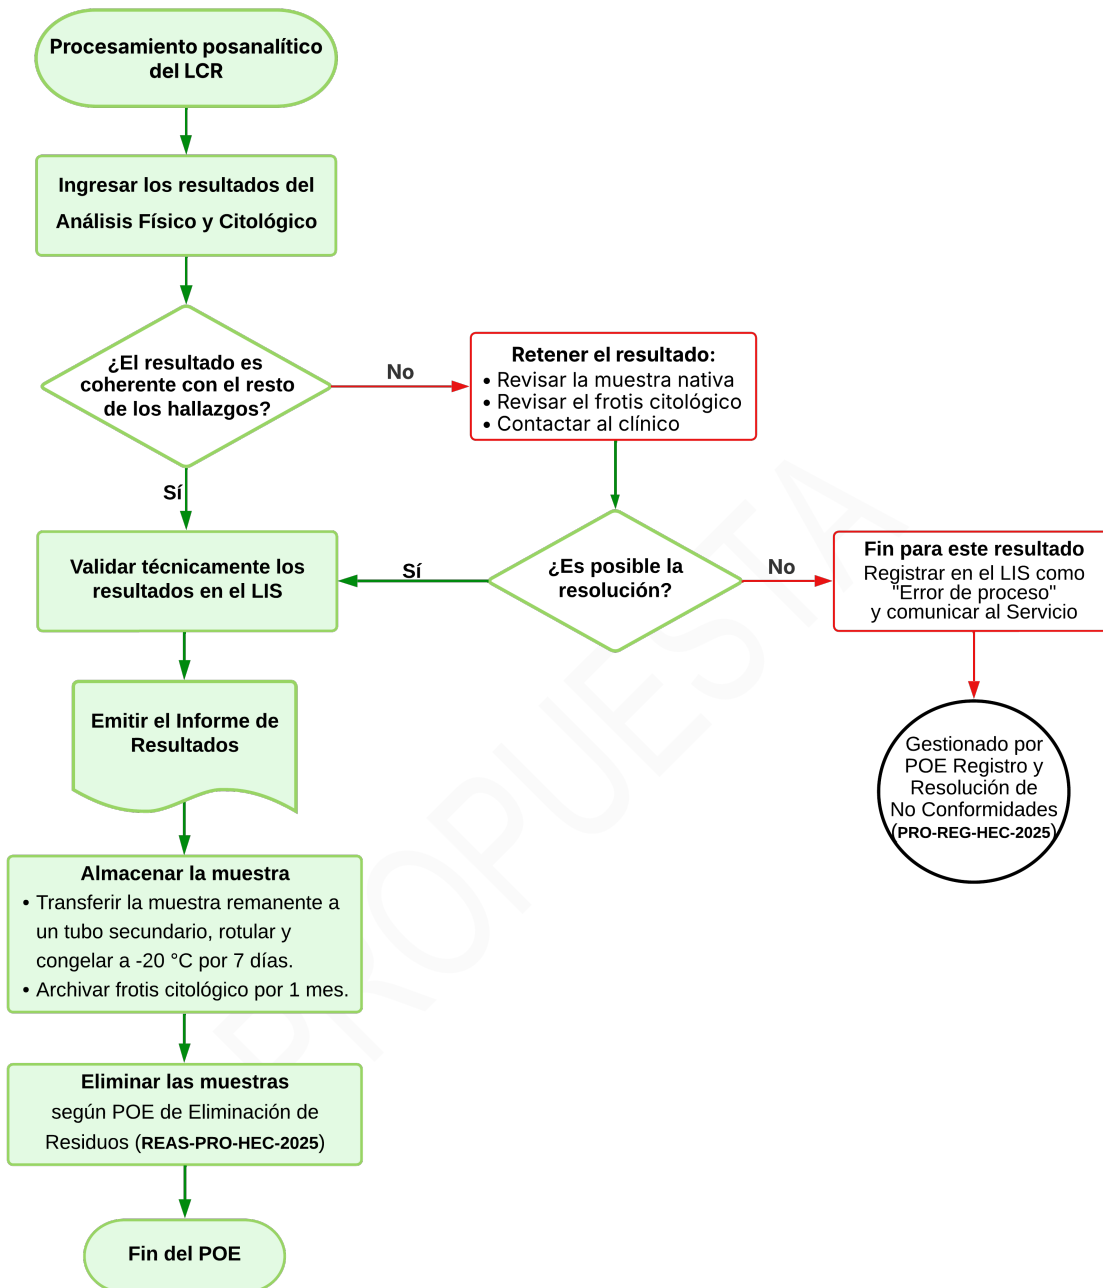 Procesamiento posanalítico
del LCR
Ingresar los resultados del
Análisis Físico y Citológico
¿El resultado es
coherente con el resto
de los hallazgos?
No
Retener el resultado:
• Revisar la muestra nativa
• Revisar el frotis citológico
• Contactar al clínico
Sí
Validar técnicamente los
resultados en el LIS
Sí
¿Es posible la
resolución?
No
Fin para este resultado
Registrar en el LIS como
"Error de proceso"
y comunicar al Servicio
Emitir el Informe de
Resultados
Gestionado por
POE Registro y
Resolución de
No Conformidades
(PRO-REG-HEC-2025)
Almacenar la muestra
• Transferir la muestra remanente a
un tubo secundario, rotular y
congelar a -20 °C por 7 días.
• Archivar frotis citológico por 1 mes.
Eliminar las muestras
según POE de Eliminación de
Residuos (REAS-PRO-HEC-2025)
Fin del POE
PROPUESTA